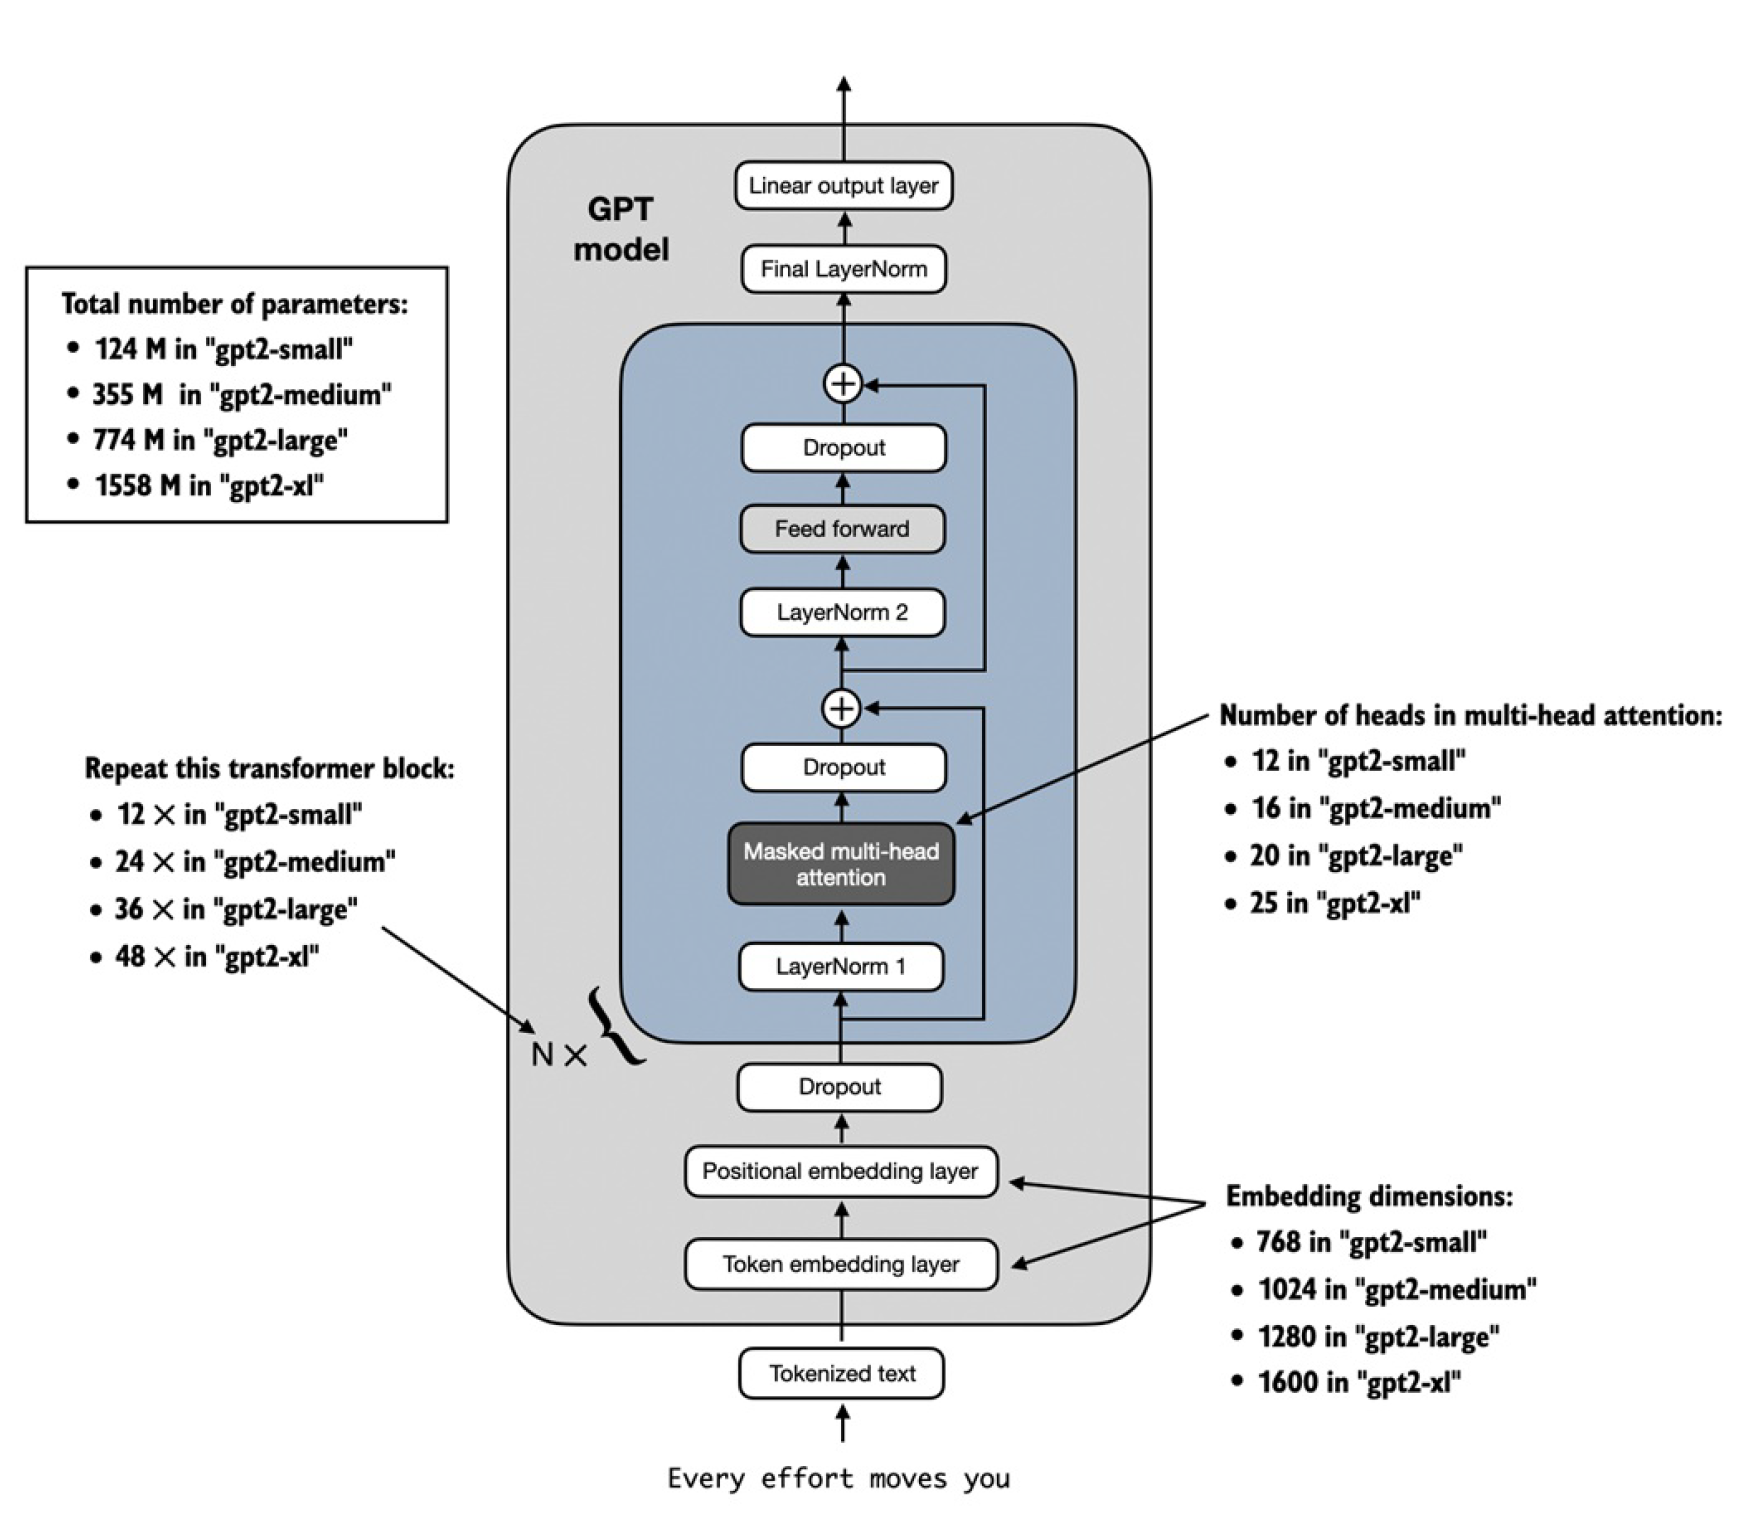 Linear output layer
GPT
model
Final LayerNorm
Total number of parameters:
• 124 M in "gpt2-small"
• 355 M in "gpt2-medium"
• 774 M in "gpt2-large"
• 1558 M in "gpt2-xl"
+
Dropout
Feed forward
LayerNorm 2
+
Dropout
Masked multi-head
attention
LayerNorm 1
Number of heads in multi-head attention:
• 12 in "gpt2-small"
• 16 in "gpt2-medium"
• 20 in "gpt2-large"
• 25 in "gpt2-xl"
Repeat this transformer block:
• 12 × in "gpt2-small"
• 24 × in "gpt2-medium"
• 36 × in "gpt2-large"
• 48 × in "gpt2-xl"
N × {
Dropout
Positional embedding layer
Token embedding layer
Embedding dimensions:
• 768 in "gpt2-small"
• 1024 in "gpt2-medium"
• 1280 in "gpt2-large"
• 1600 in "gpt2-xl"
Tokenized text
Every effort moves you